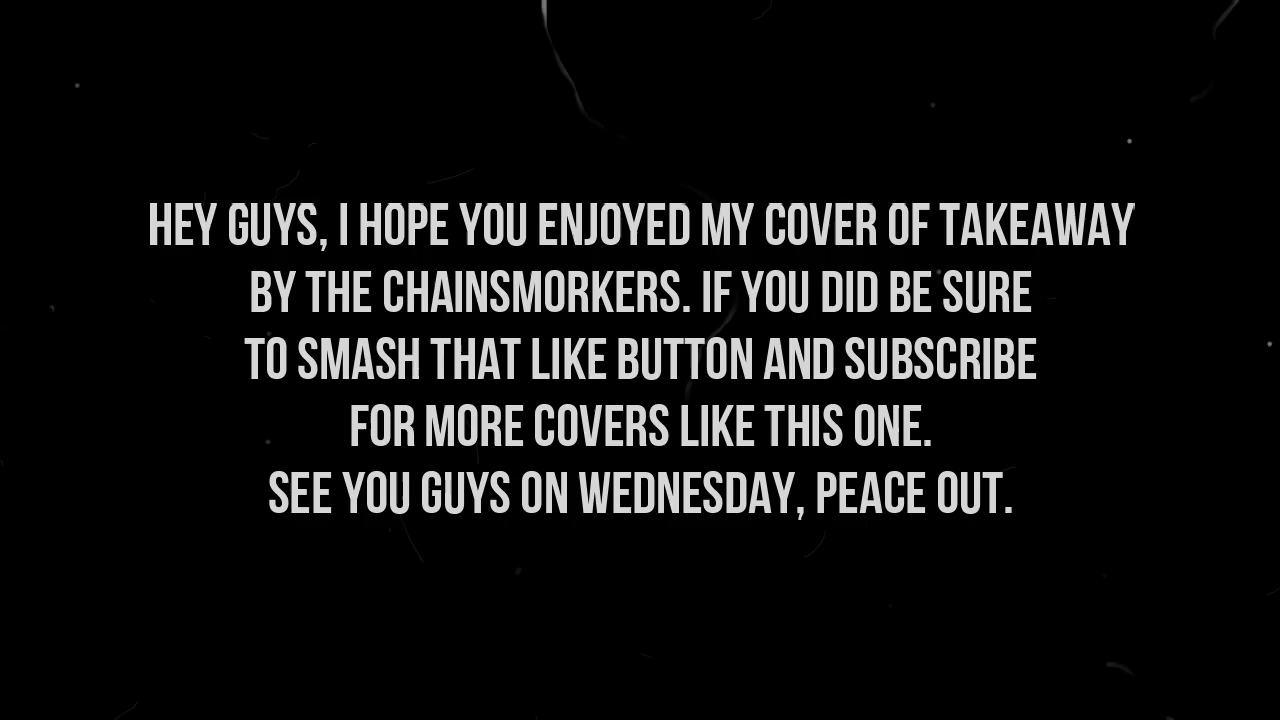 HEY GUYS, I HOPE YOU ENJOYED MY COVER OF TAKEAWAY
BY THE CHAINSMORKERS. IF YOU DID BE SURE
TO SMASH THAT LIKE BUTTON AND SUBSCRIBE
FOR MORE COVERS LIKE THIS ONE.
SEE YOU GUYS ON WEDNESDAY, PEACE OUT.